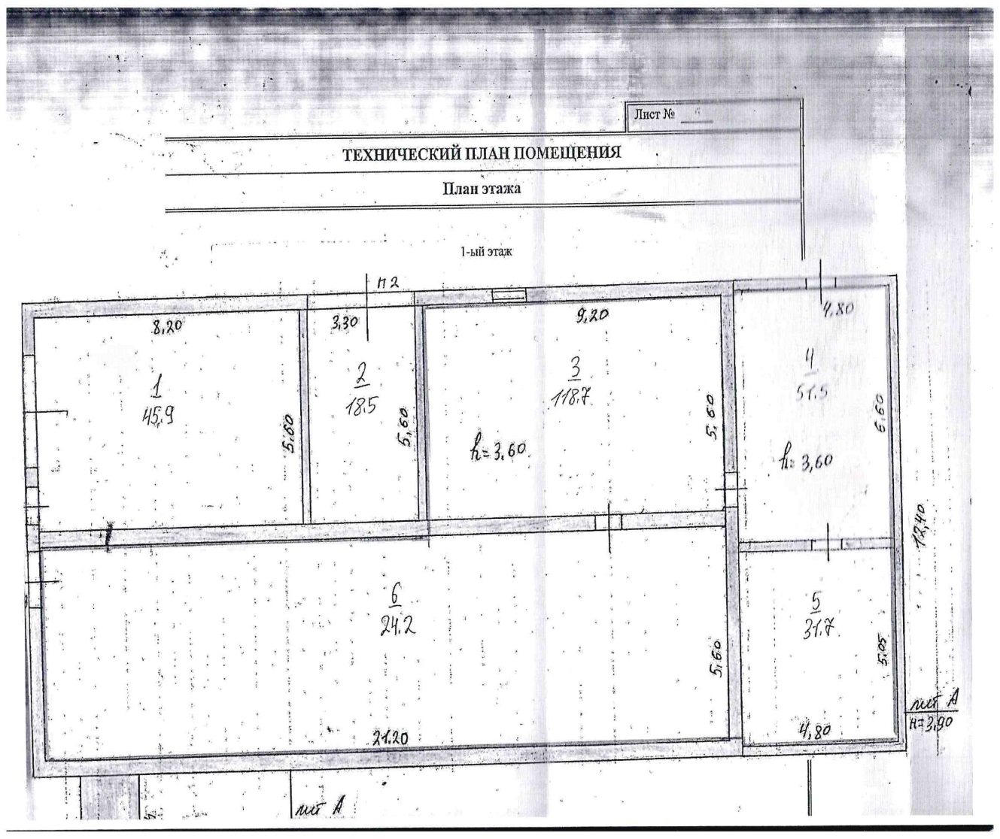 Лист №
ТЕХНИЧЕСКИЙ ПЛАН ПОМЕЩЕНИЯ
План этажа
1-ый этаж
п2
8,20
3,30
9,20
4,80
1
45,9
2
18.5
3
118.7
4
51.5
5,60
5,60
5,60
6,60
h=3,60
h=3,60
12,40
6
24.2
5
31.7
5,60
5.05
21.20
4,80
лит А
H=3,90
лит А